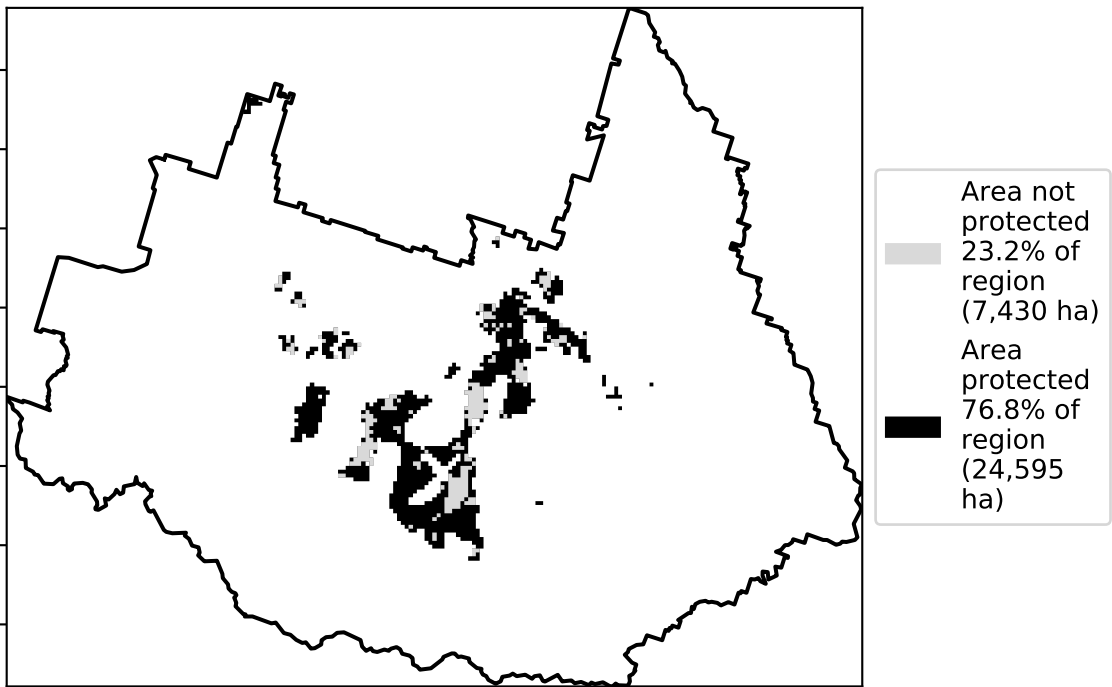 Area not
protected
23.2% of
region
(7,430 ha)
Area
protected
76.8% of
region
(24,595
ha)